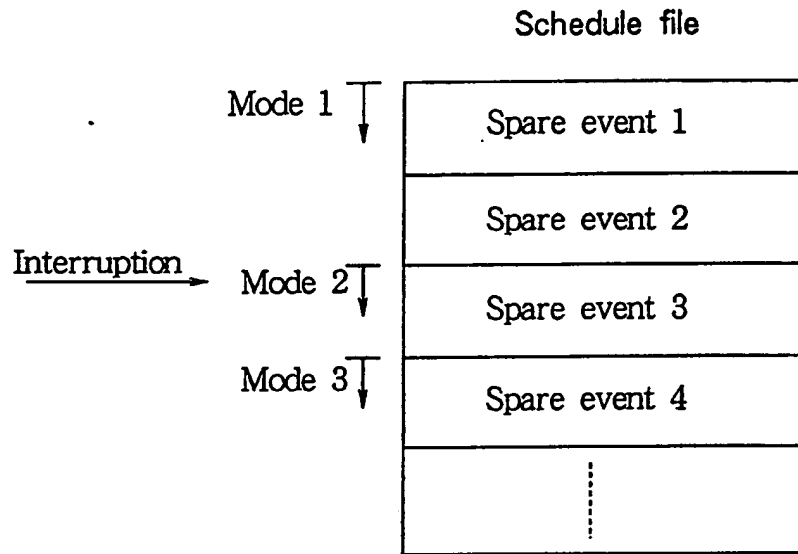 Schedule file
Mode 1
Spare event 1
Spare event 2
Interruption
Mode 2
Spare event 3
Mode 3
Spare event 4